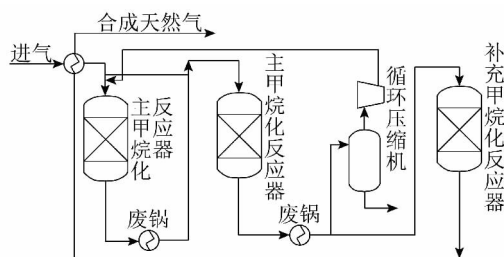 合成天然气
进气
主甲烷化
反应器
废锅
主甲烷化反应器
废锅
循环压缩机
补充甲烷化反应器